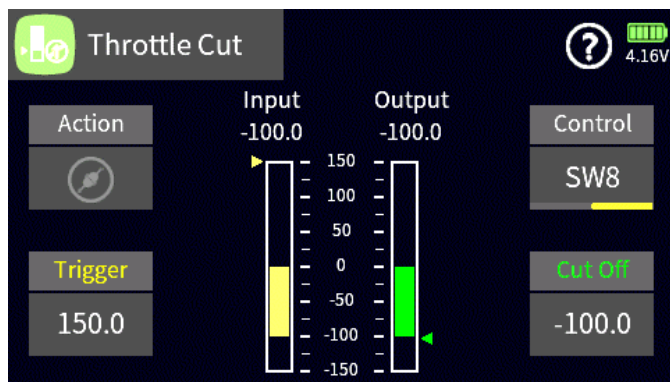 Throttle Cut
?
4.16V
Action
Input
-100.0
Output
-100.0
Control
SW8
150
100
50
0
-50
-100
-150
Trigger
150.0
Cut Off
-100.0